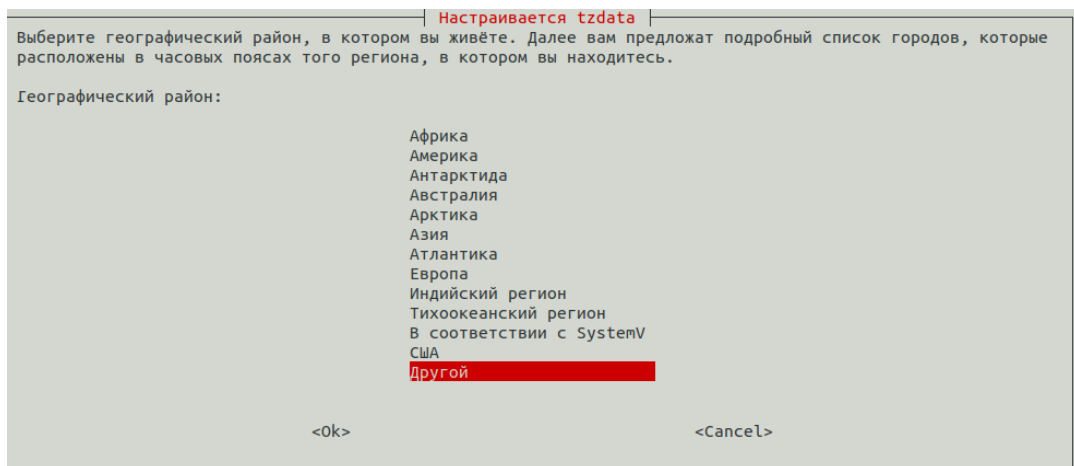 Настраивается tzdata
Выберите географический район, в котором вы живёте. Далее вам предложат подробный список городов, которые
расположены в часовых поясах того региона, в котором вы находитесь.
Географический район:
Африка
Америка
Антарктида
Австралия
Арктика
Азия
Атлантика
Европа
Индийский регион
Тихоокеанский регион
В соответствии с SystemV
США
Другой
<Ok> <Cancel>